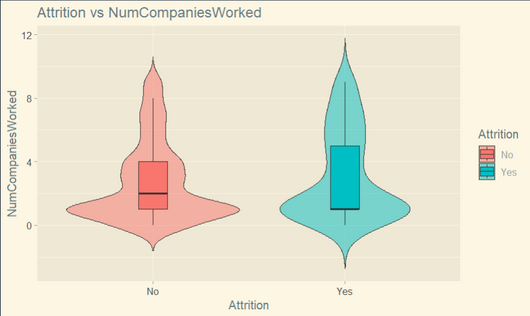 Attrition vs NumCompaniesWorked
12
8
4
0
NumCompaniesWorked
No
Yes
Attrition
Attrition
No
Yes